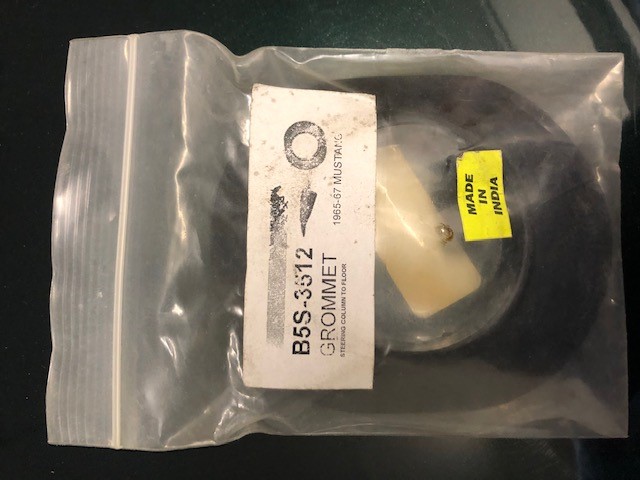 B5S-3512
GROMMET
STEERING COLUMN TO FLOOR
1965-67 MUSTANG
MADE
IN
INDIA